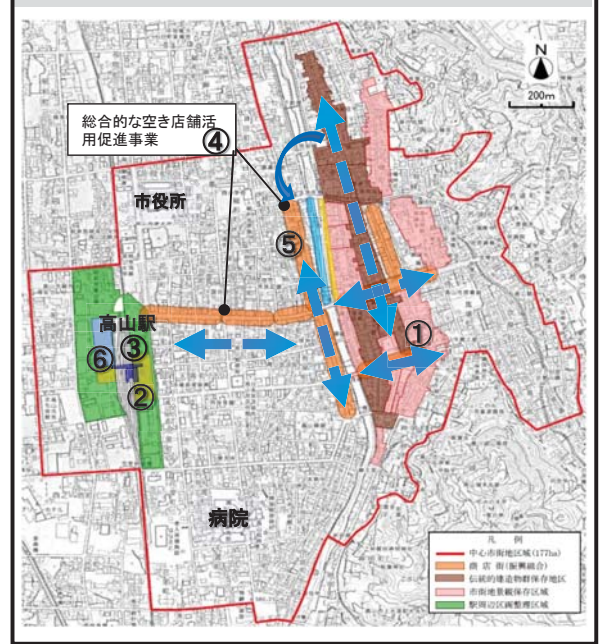 N
200m
総合的な空き店舗活
用促進事業
④
市役所
⑤
高山駅
③
⑥
②
①
病院
凡 例
中心市街地区域(177ha)
商店街(振興組合)
伝統的建造物群保存地区
市街地景観保存区域
駅周辺区画整理区域